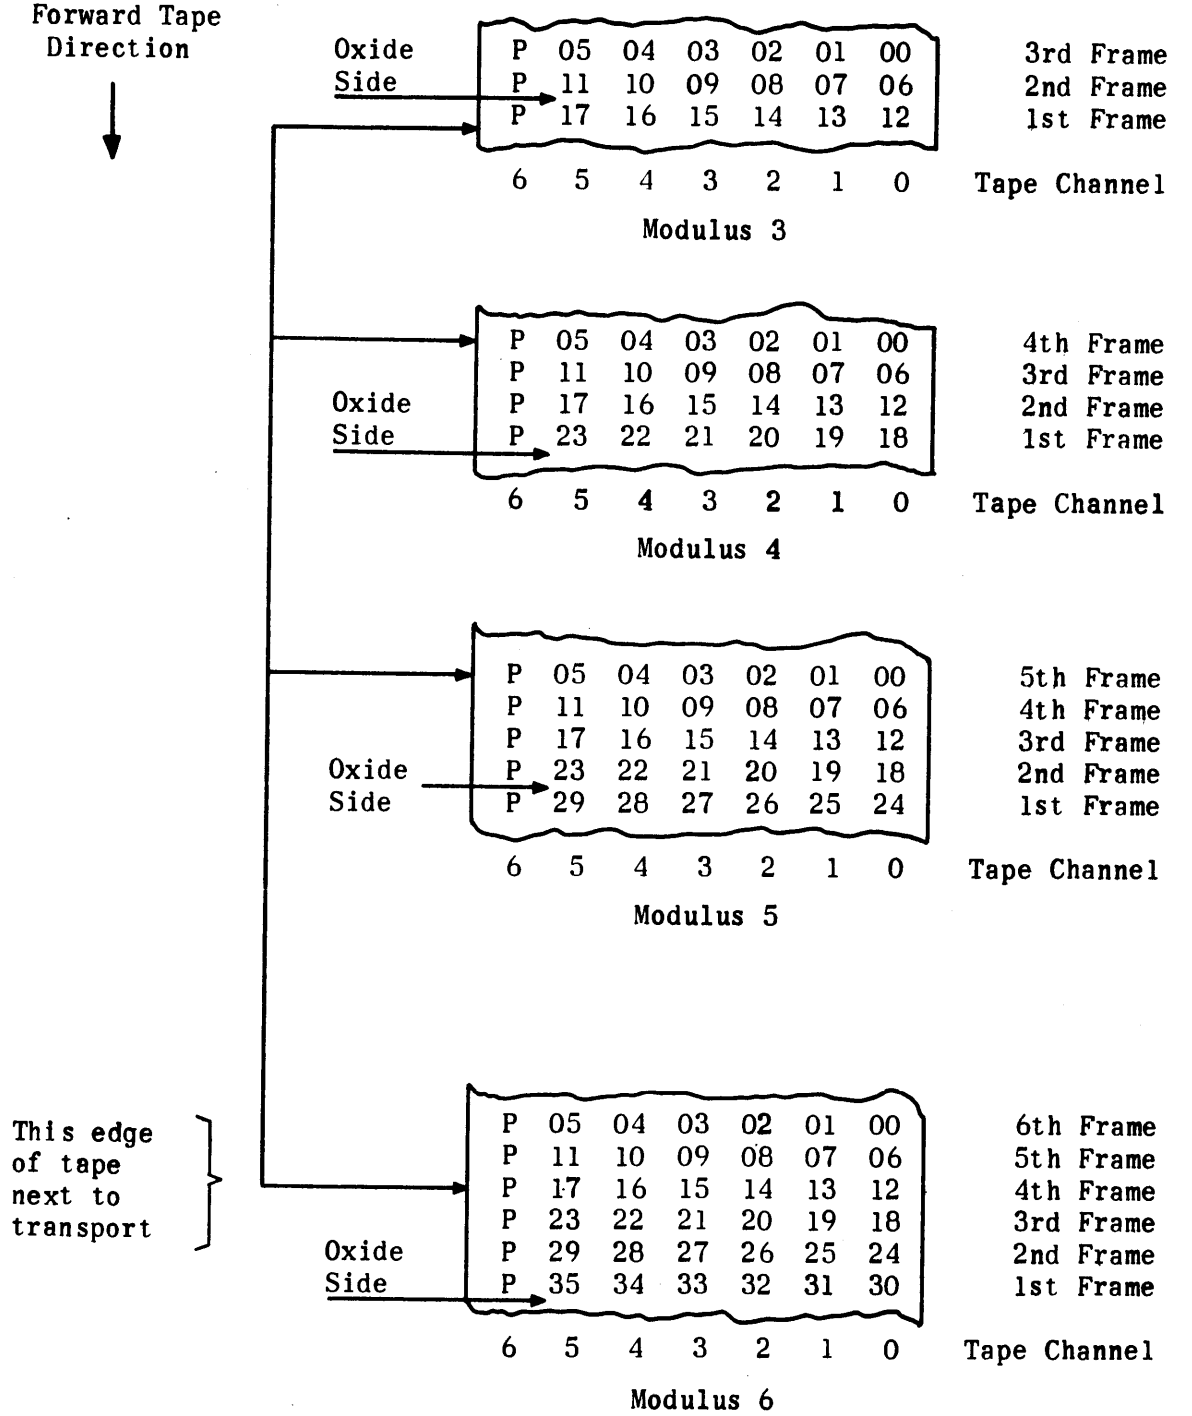 Forward Tape
Direction
Oxide
Side
P 05 04 03 02 01 00 3rd Frame
P 11 10 09 08 07 06 2nd Frame
P 17 16 15 14 13 12 1st Frame
6 5 4 3 2 1 0 Tape Channel
Modulus 3
P 05 04 03 02 01 00 4th Frame
P 11 10 09 08 07 06 3rd Frame
Oxide
Side
P 17 16 15 14 13 12 2nd Frame
P 23 22 21 20 19 18 1st Frame
6 5 4 3 2 1 0 Tape Channel
Modulus 4
P 05 04 03 02 01 00 5th Frame
P 11 10 09 08 07 06 4th Frame
P 17 16 15 14 13 12 3rd Frame
Oxide
Side
P 23 22 21 20 19 18 2nd Frame
P 29 28 27 26 25 24 1st Frame
6 5 4 3 2 1 0 Tape Channel
Modulus 5
This edge
of tape
next to
transport
P 05 04 03 02 01 00 6th Frame
P 11 10 09 08 07 06 5th Frame
P 17 16 15 14 13 12 4th Frame
P 23 22 21 20 19 18 3rd Frame
Oxide
Side
P 29 28 27 26 25 24 2nd Frame
P 35 34 33 32 31 30 1st Frame
6 5 4 3 2 1 0 Tape Channel
Modulus 6